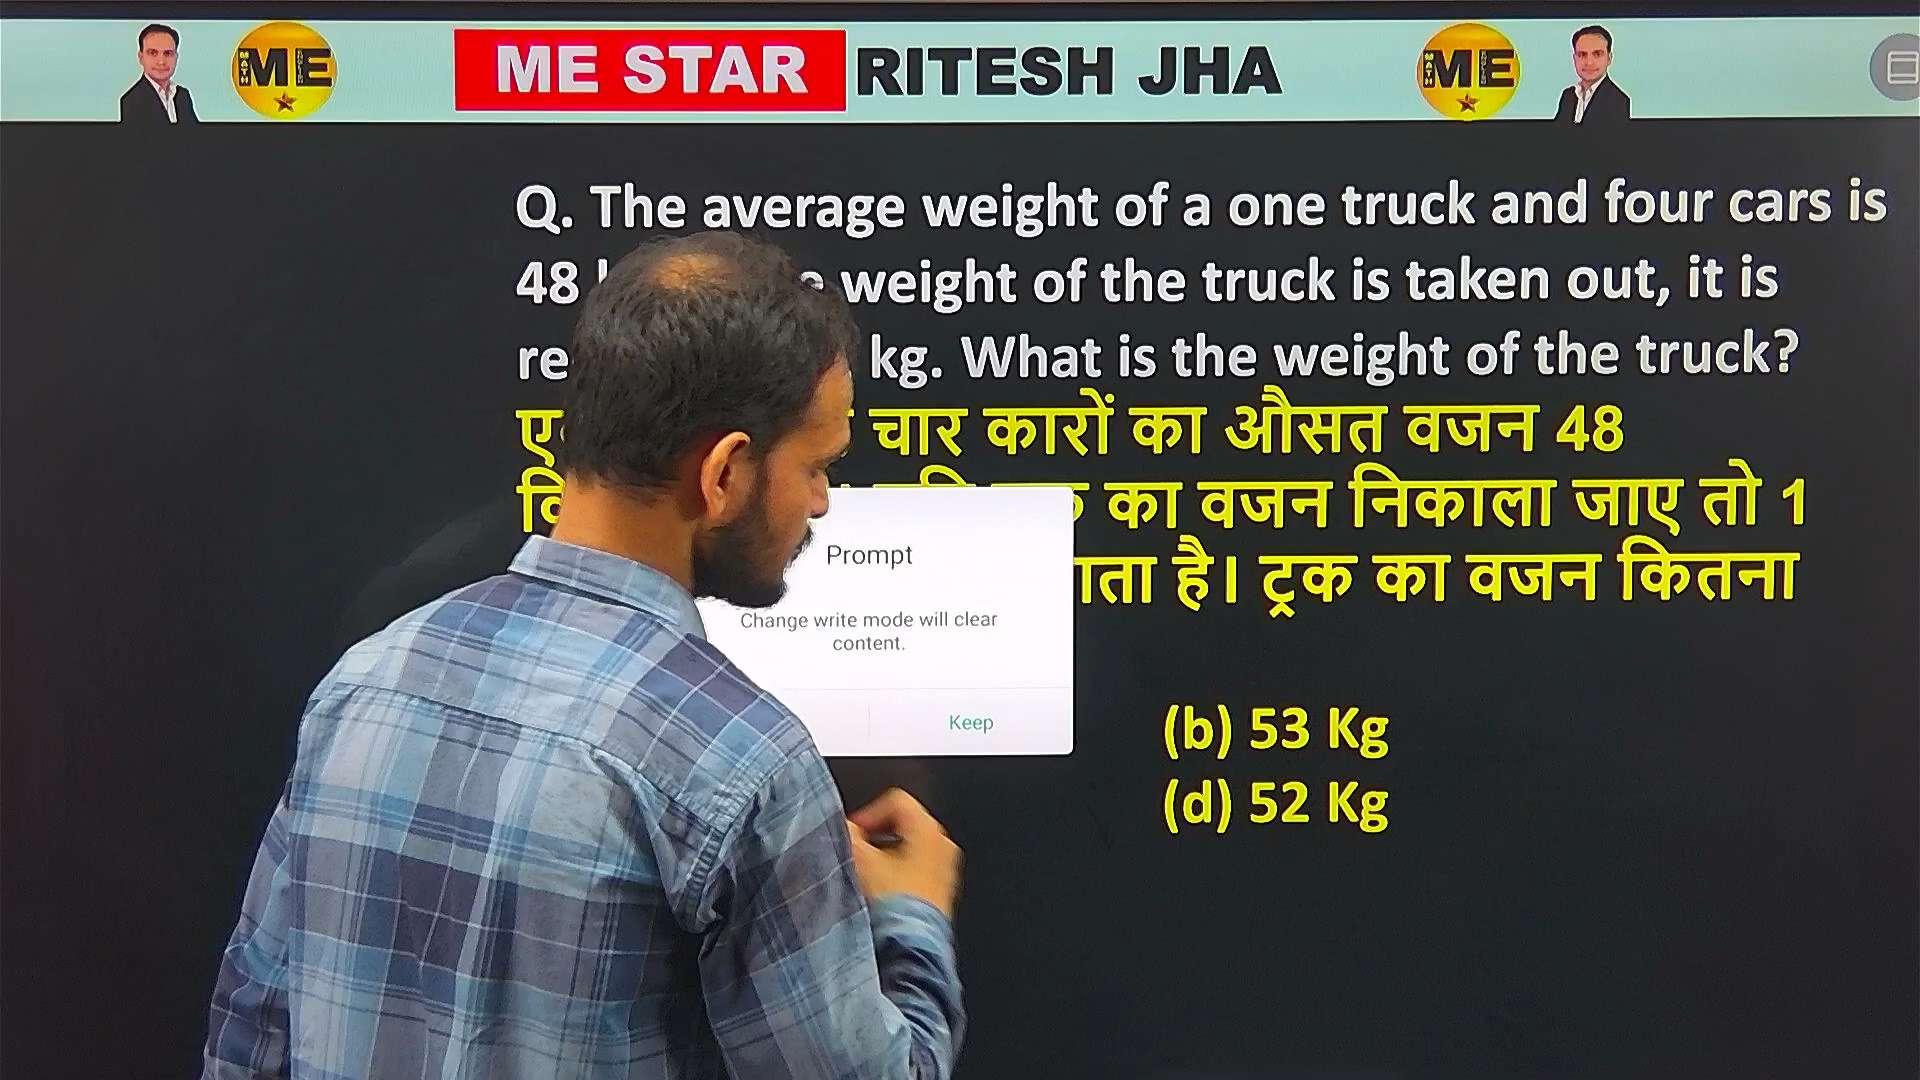 ME STAR RITESH JHA
MATH ME ENGLISH
ME
Q. The average weight of a one truck and four cars is
48 weight of the truck is taken out, it is
kg. What is the weight of the truck?
चार कारों का औसत वजन 48
का वजन निकाला जाए तो 1
है। ट्रक का वजन कितना
Prompt
Change write mode will clear
content.
Keep
(b) 53 Kg
(d) 52 Kg